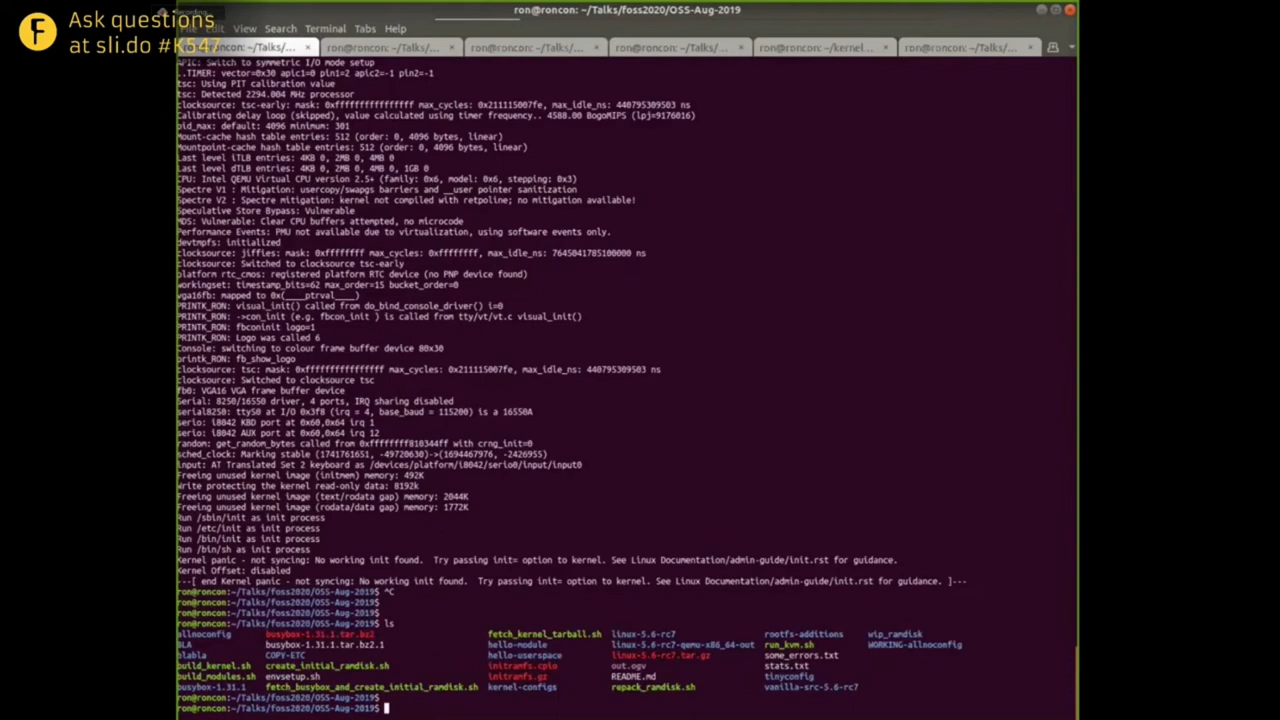 Ask questions
at sli.do #K547
ron@roncon: ~/Talks/foss2020/OSS-Aug-2019
View Search Terminal Tabs Help
roncon: ~/Talks/... × ron@roncon: ~/Talks/... × ron@roncon: ~/Talks/... × ron@roncon: ~/Talks/... × ron@roncon: ~/kernel... × ron@roncon: ~/Talks/... ×
APIC: Switch to symmetric I/O mode setup
..TIMER: vector=0x30 apic1=0 pin1=2 apic2=-1 pin2=-1
tsc: Using PIT calibration value
tsc: Detected 2294.004 MHz processor
clocksource: tsc-early: mask: 0xffffffffffffffff max_cycles: 0x211115007fe, max_idle_ns: 440795309503 ns
Calibrating delay loop (skipped), value calculated using timer frequency.. 4588.00 BogoMIPS (lpj=9176016)
pid_max: default: 4096 minimum: 301
Mount-cache hash table entries: 512 (order: 0, 4096 bytes, linear)
Mountpoint-cache hash table entries: 512 (order: 0, 4096 bytes, linear)
Last level iTLB entries: 4KB 0, 2MB 0, 4MB 0
Last level dTLB entries: 4KB 0, 2MB 0, 4MB 0, 1GB 0
CPU: Intel QEMU Virtual CPU version 2.5+ (family: 0x6, model: 0x6, stepping: 0x3)
Spectre V1 : Mitigation: usercopy/swapgs barriers and __user pointer sanitization
Spectre V2 : Spectre mitigation: kernel not compiled with retpoline; no mitigation available!
Speculative Store Bypass: Vulnerable
MDS: Vulnerable: Clear CPU buffers attempted, no microcode
Performance Events: PMU not available due to virtualization, using software events only.
devtmpfs: initialized
clocksource: jiffies: mask: 0xffffffff max_cycles: 0xffffffff, max_idle_ns: 7645041785100000 ns
clocksource: Switched to clocksource tsc-early
platform rtc_cmos: registered platform RTC device (no PNP device found)
workingset: timestamp_bits=62 max_order=15 bucket_order=0
vga16fb: mapped to 0x(____ptrval____)
PRINTK_RON: visual_init() called from do_bind_console_driver() i=0
PRINTK_RON: ->con_init (e.g. fbcon_init ) is called from tty/vt/vt.c visual_init()
PRINTK_RON: fbconinit logo=1
PRINTK_RON: Logo was called 6
Console: switching to colour frame buffer device 80x30
printk_RON: fb_show_logo
clocksource: tsc: mask: 0xffffffffffffffff max_cycles: 0x211115007fe, max_idle_ns: 440795309503 ns
clocksource: Switched to clocksource tsc
fb0: VGA16 VGA frame buffer device
Serial: 8250/16550 driver, 4 ports, IRQ sharing disabled
serial8250: ttyS0 at I/O 0x3f8 (irq = 4, base_baud = 115200) is a 16550A
serio: i8042 KBD port at 0x60,0x64 irq 1
serio: i8042 AUX port at 0x60,0x64 irq 12
random: get_random_bytes called from 0xffffffff810344ff with crng_init=0
sched_clock: Marking stable (1741761651, -49720630)->(1694467976, -2426955)
input: AT Translated Set 2 keyboard as /devices/platform/i8042/serio0/input/input0
Freeing unused kernel image (initmem) memory: 492K
Write protecting the kernel read-only data: 8192k
Freeing unused kernel image (text/rodata gap) memory: 2044K
Freeing unused kernel image (rodata/data gap) memory: 1772K
Run /sbin/init as init process
Run /etc/init as init process
Run /bin/init as init process
Run /bin/sh as init process
Kernel panic - not syncing: No working init found.  Try passing init= option to kernel. See Linux Documentation/admin-guide/init.rst for guidance.
Kernel Offset: disabled
---[ end Kernel panic - not syncing: No working init found.  Try passing init= option to kernel. See Linux Documentation/admin-guide/init.rst for guidance. ]---
ron@roncon:~/Talks/foss2020/OSS-Aug-2019$ ^C
ron@roncon:~/Talks/foss2020/OSS-Aug-2019$
ron@roncon:~/Talks/foss2020/OSS-Aug-2019$
ron@roncon:~/Talks/foss2020/OSS-Aug-2019$ ls
allnoconfig busybox-1.31.1.tar.bz2 fetch_kernel_tarball.sh linux-5.6-rc7 rootfs-additions wip_ramdisk
BLA busybox-1.31.1.tar.bz2.1 hello-module linux-5.6-rc7-qemu-x86_64-out run_kvm.sh WORKING-allnoconfig
blabla COPY-ETC hello-userspace linux-5.6-rc7.tar.gz some_errors.txt
build_kernel.sh create_initial_ramdisk.sh initramfs.cpio out.ogv stats.txt
build_modules.sh envsetup.sh initramfs.gz README.md tinyconfig
busybox-1.31.1 fetch_busybox_and_create_initial_ramdisk.sh kernel-configs repack_ramdisk.sh vanilla-src-5.6-rc7
ron@roncon:~/Talks/foss2020/OSS-Aug-2019$
ron@roncon:~/Talks/foss2020/OSS-Aug-2019$